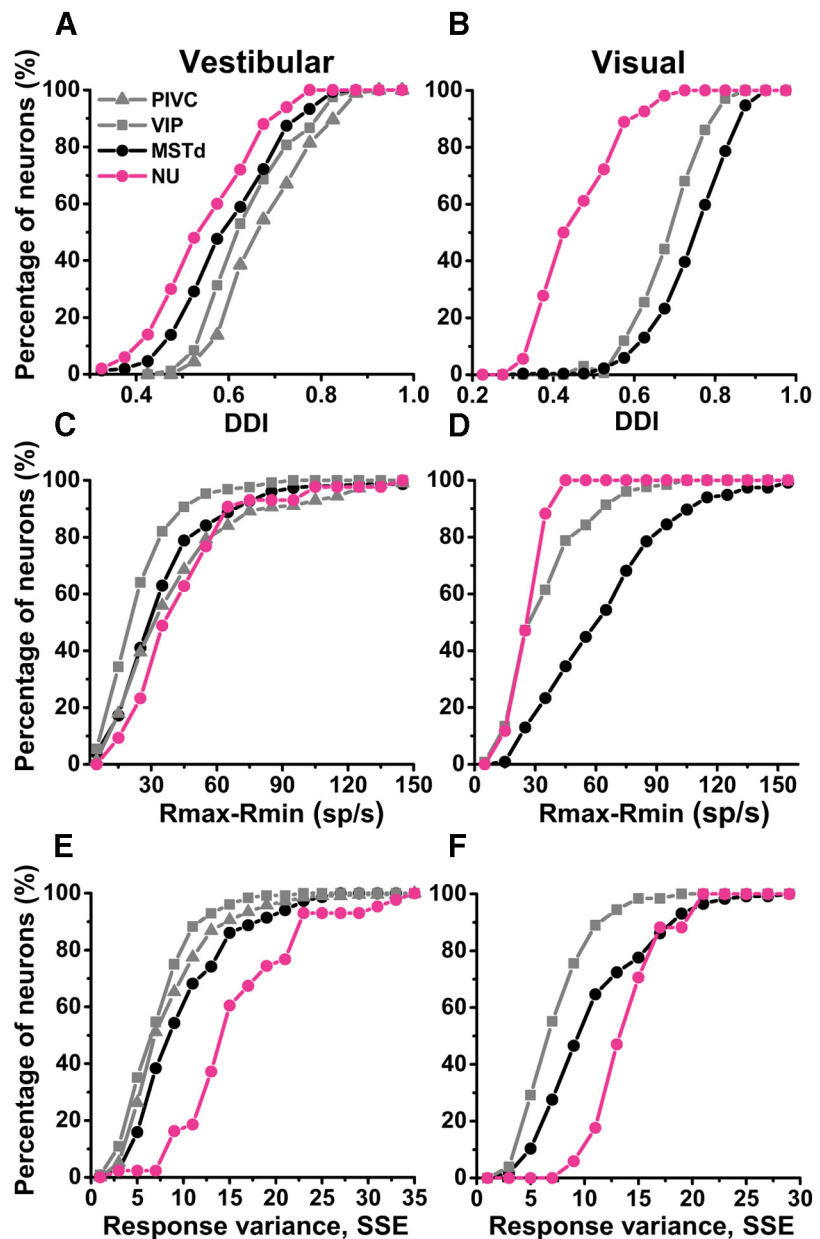 A
B
Vestibular
Visual
Percentage of neurons (%)
100
80
60
40
20
0
PIVC
VIP
MSTd
NU
0.4
0.6
0.8
1.0
DDI
0.2
0.4
0.6
0.8
1.0
DDI
C
D
Percentage of neurons (%)
100
80
60
40
20
0
30
60
90
120
150
Rmax-Rmin (sp/s)
30
60
90
120
150
Rmax-Rmin (sp/s)
E
F
Percentage of neurons (%)
100
80
60
40
20
0
0
5
10
15
20
25
30
35
Response variance, SSE
0
5
10
15
20
25
30
Response variance, SSE